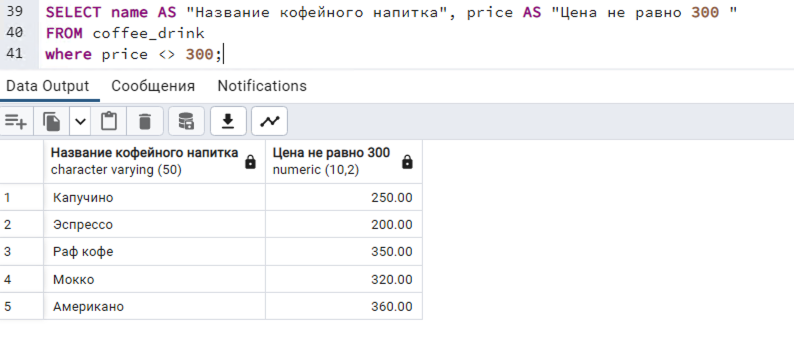 39 SELECT name AS "Название кофейного напитка", price AS "Цена не равно 300 "
40 FROM coffee_drink
41 where price <> 300;
Data Output Сообщения Notifications
Название кофейного напитка Цена не равно 300
character varying (50) numeric (10,2)
1 Капучино 250.00
2 Эспрессо 200.00
3 Раф кофе 350.00
4 Мокко 320.00
5 Американо 360.00